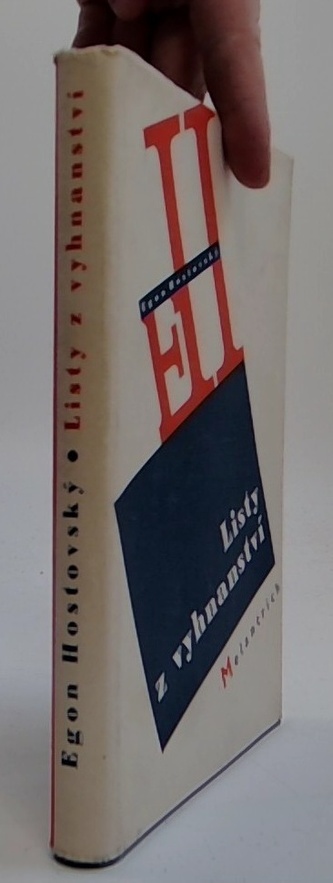 Egon Hostovský • Listy z vyhnanství
EH
Egon Hostovský
Listy
z vyhnanství
Melantrich